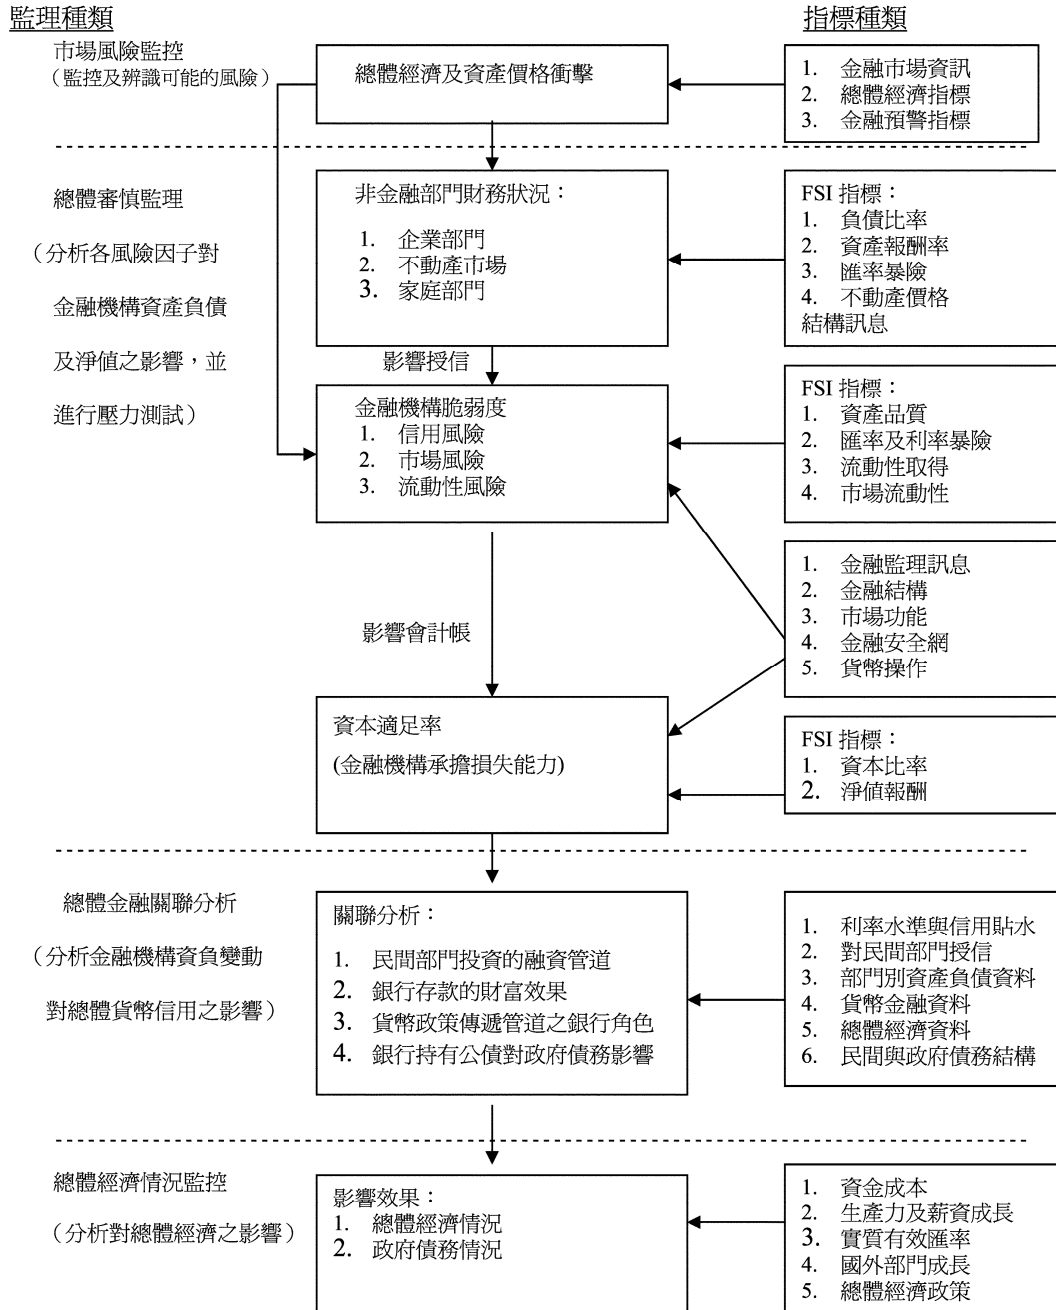 監理種類
指標種類
市場風險監控
（監控及辨識可能的風險）
總體經濟及資產價格衝擊
1. 金融市場資訊
2. 總體經濟指標
3. 金融預警指標
總體審慎監理
（分析各風險因子對
金融機構資產負債
及淨值之影響，並
進行壓力測試）
非金融部門財務狀況：
1. 企業部門
2. 不動產市場
3. 家庭部門
FSI 指標：
1. 負債比率
2. 資產報酬率
3. 匯率暴險
4. 不動產價格
結構訊息
影響授信
金融機構脆弱度
1. 信用風險
2. 市場風險
3. 流動性風險
FSI 指標：
1. 資產品質
2. 匯率及利率暴險
3. 流動性取得
4. 市場流動性
1. 金融監理訊息
2. 金融結構
3. 市場功能
4. 金融安全網
5. 貨幣操作
影響會計帳
資本適足率
(金融機構承擔損失能力)
FSI 指標：
1. 資本比率
2. 淨值報酬
總體金融關聯分析
（分析金融機構資負變動
對總體貨幣信用之影響）
關聯分析：
1. 民間部門投資的融資管道
2. 銀行存款的財富效果
3. 貨幣政策傳遞管道之銀行角色
4. 銀行持有公債對政府債務影響
1. 利率水準與信用貼水
2. 對民間部門授信
3. 部門別資產負債資料
4. 貨幣金融資料
5. 總體經濟資料
6. 民間與政府債務結構
總體經濟情況監控
（分析對總體經濟之影響）
影響效果：
1. 總體經濟情況
2. 政府債務情況
1. 資金成本
2. 生產力及薪資成長
3. 實質有效匯率
4. 國外部門成長
5. 總體經濟政策